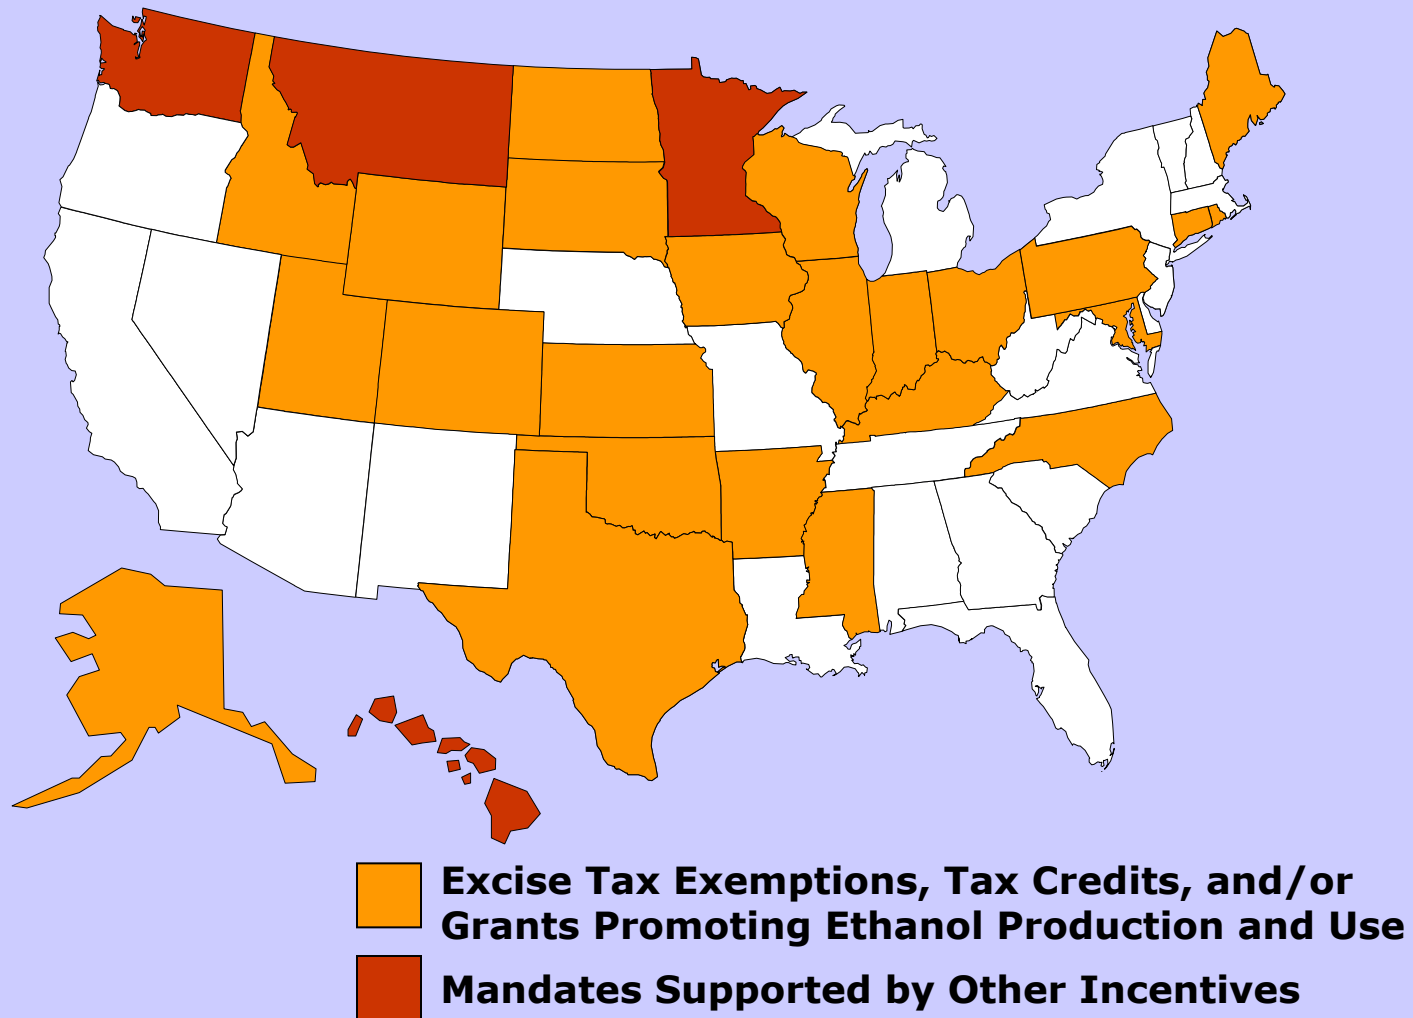 Excise Tax Exemptions, Tax Credits, and/or
Grants Promoting Ethanol Production and Use
Mandates Supported by Other Incentives